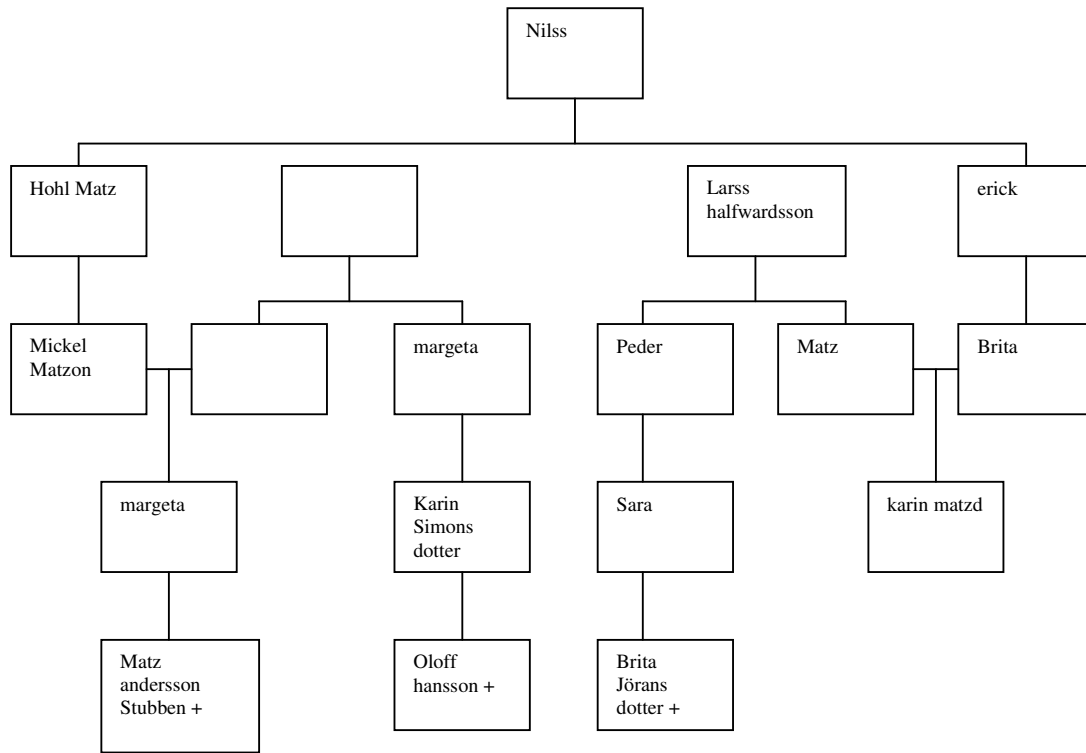 Nilss
Hohl Matz
Larss
halfwardsson
erick
Mickel
Matzon
margeta
Peder
Matz
Brita
margeta
Karin
Simons
dotter
Sara
karin matzd
Matz
andersson
Stubben +
Oloff
hansson +
Brita
Jörans
dotter +